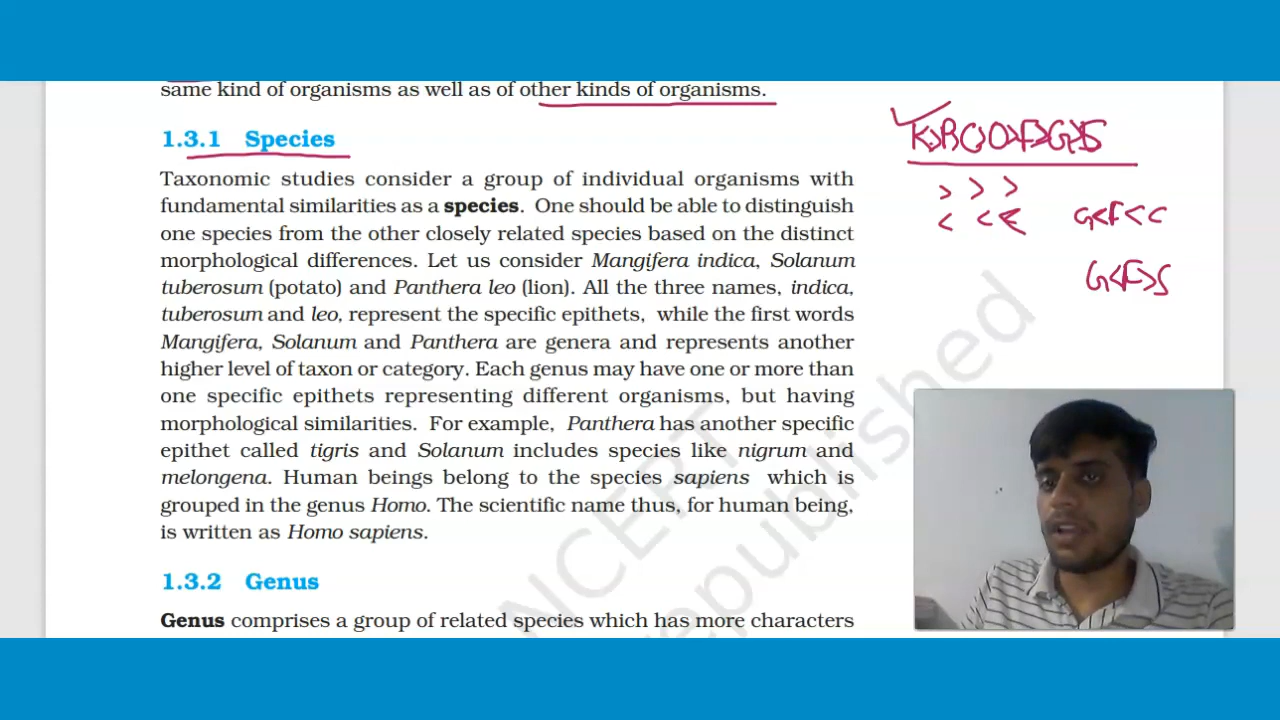 same kind of organisms as well as of other kinds of organisms.
1.3.1 Species
Taxonomic studies consider a group of individual organisms with
fundamental similarities as a species. One should be able to distinguish
one species from the other closely related species based on the distinct
morphological differences. Let us consider Mangifera indica, Solanum
tuberosum (potato) and Panthera leo (lion). All the three names, indica,
tuberosum and leo, represent the specific epithets, while the first words
Mangifera, Solanum and Panthera are genera and represents another
higher level of taxon or category. Each genus may have one or more than
one specific epithets representing different organisms, but having
morphological similarities. For example, Panthera has another specific
epithet called tigris and Solanum includes species like nigrum and
melongena. Human beings belong to the species sapiens which is
grouped in the genus Homo. The scientific name thus, for human being,
is written as Homo sapiens.
1.3.2 Genus
Genus comprises a group of related species which has more characters
> > >
< < <
G<F<C
G<F>S
NCERT
republished